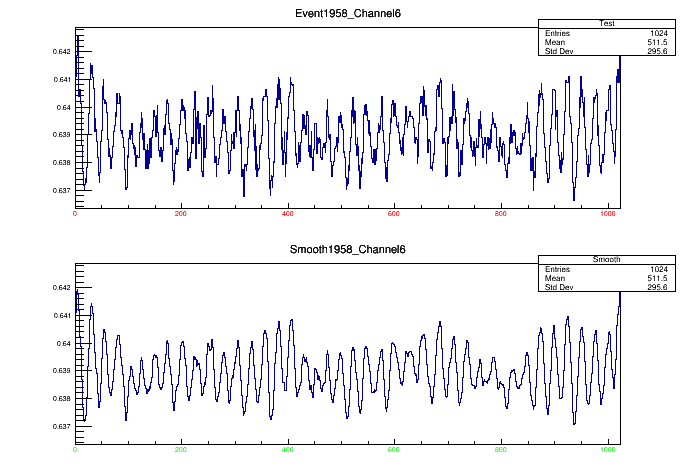 Event1958_Channel6
Test
Entries 1024
Mean 511.5
Std Dev 295.6
0.642
0.641
0.64
0.639
0.638
0.637
0 200 400 600 800 1000
Smooth1958_Channel6
Smooth
Entries 1024
Mean 511.5
Std Dev 295.6
0.642
0.641
0.64
0.639
0.638
0.637
0 200 400 600 800 1000